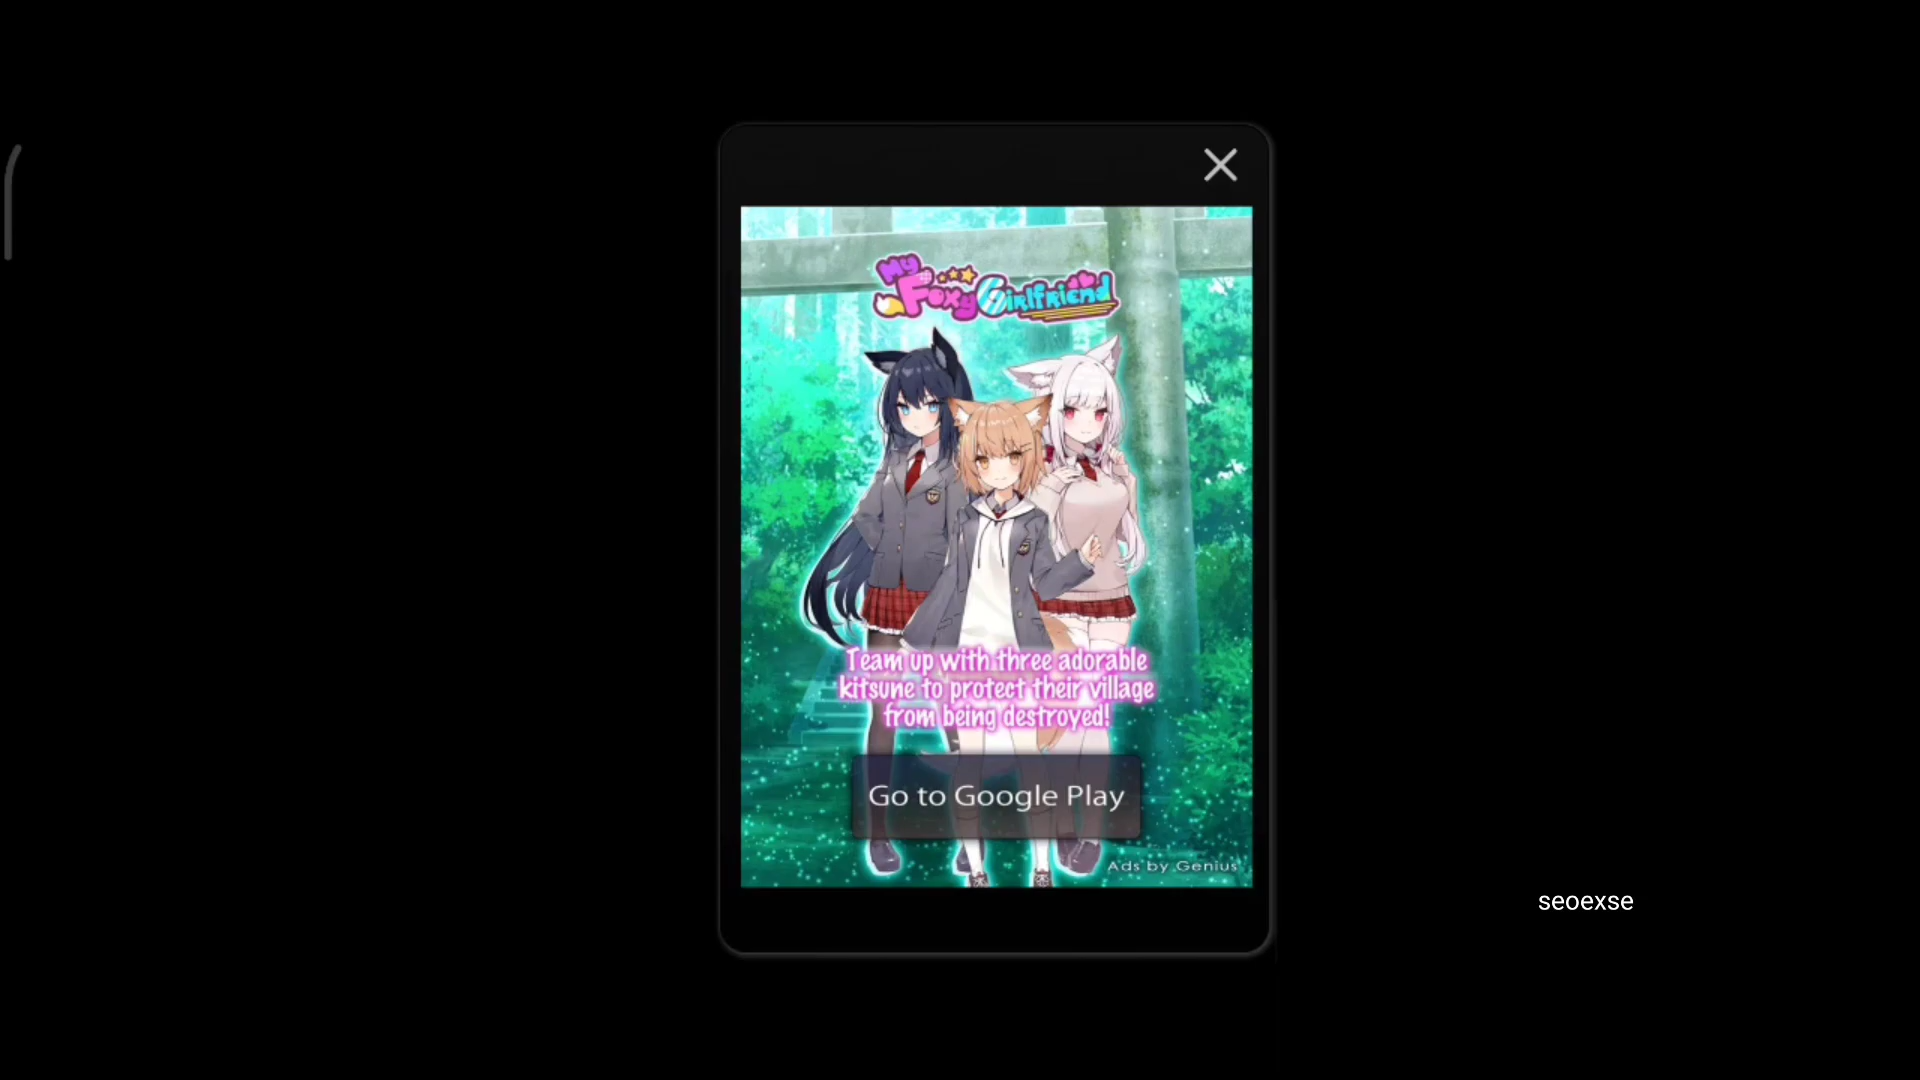 My
Foxy Girlfriend
Team up with three adorable
kitsune to protect their village
from being destroyed!
Go to Google Play
Ads by Genius
seoexse